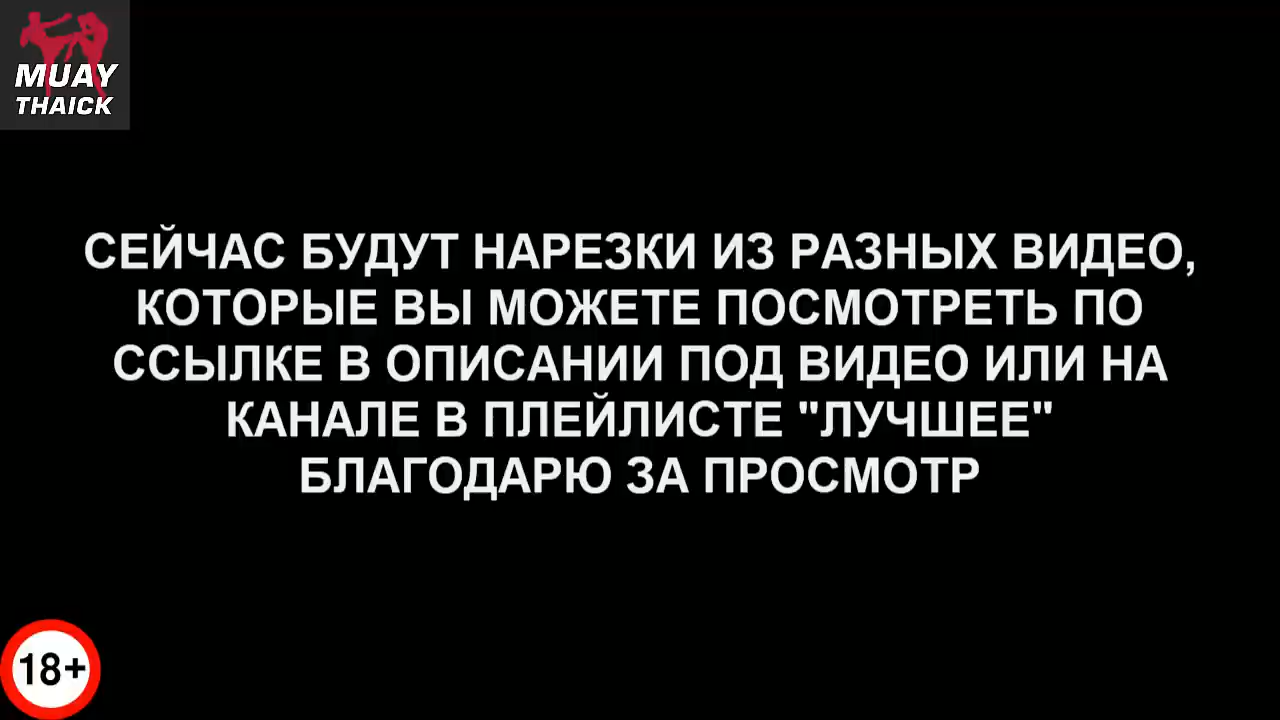 MUAY
THAICK
СЕЙЧАС БУДУТ НАРЕЗКИ ИЗ РАЗНЫХ ВИДЕО,
КОТОРЫЕ ВЫ МОЖЕТЕ ПОСМОТРЕТЬ ПО
ССЫЛКЕ В ОПИСАНИИ ПОД ВИДЕО ИЛИ НА
КАНАЛЕ В ПЛЕЙЛИСТЕ "ЛУЧШЕЕ"
БЛАГОДАРЮ ЗА ПРОСМОТР
18+